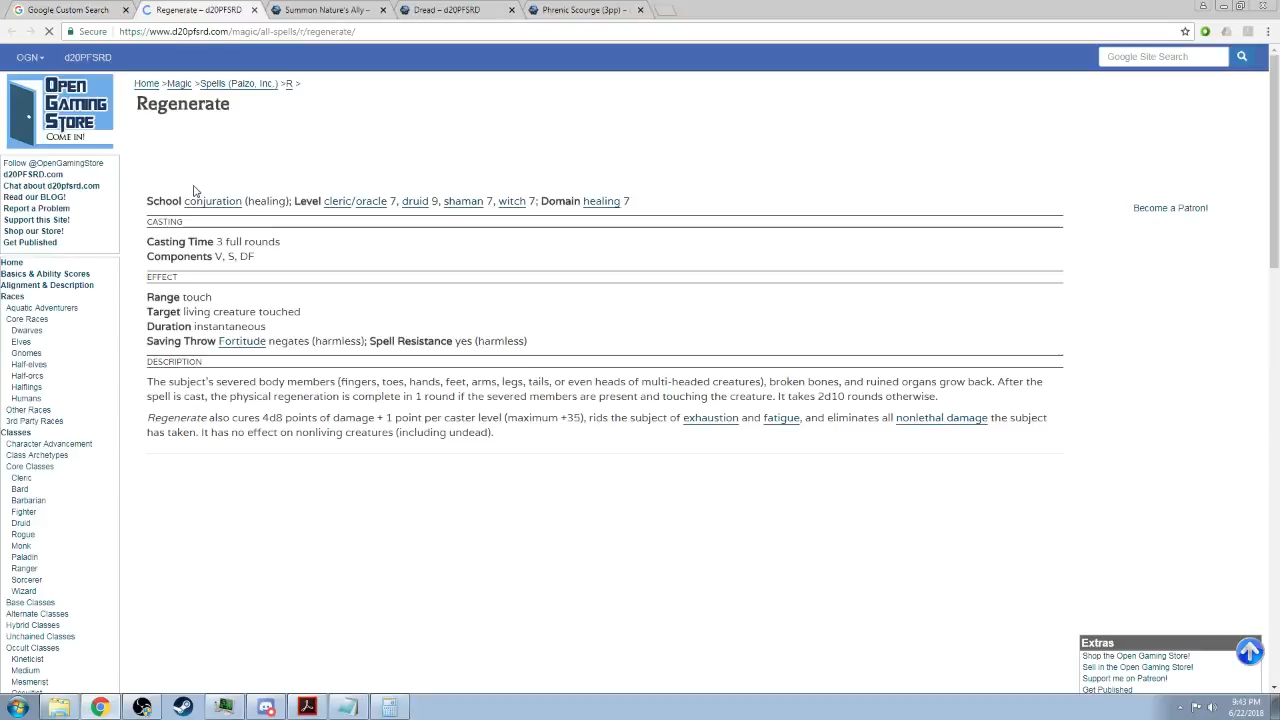 Google Custom Search
Regenerate – d20PFSRD
Summon Nature's Ally –
Dread – d20PFSRD
Phrenic Scourge (3pp) –
Secure
https://www.d20pfsrd.com/magic/all-spells/r/regenerate/
OGN
d20PFSRD
Google Site Search
OPEN
GAMING
STORE
COME IN!
Home >Magic >Spells (Paizo, Inc.) >R >
Regenerate
Follow @OpenGamingStore
d20PFSRD.com
Chat about d20pfsrd.com
Read our BLOG!
Report a Problem
Support this Site!
Shop our Store!
Get Published
School conjuration (healing); Level cleric/oracle 7, druid 9, shaman 7, witch 7; Domain healing 7
Become a Patron!
CASTING
Casting Time 3 full rounds
Components V, S, DF
EFFECT
Range touch
Target living creature touched
Duration instantaneous
Saving Throw Fortitude negates (harmless); Spell Resistance yes (harmless)
DESCRIPTION
The subject's severed body members (fingers, toes, hands, feet, arms, legs, tails, or even heads of multi-headed creatures), broken bones, and ruined organs grow back. After the
spell is cast, the physical regeneration is complete in 1 round if the severed members are present and touching the creature. It takes 2d10 rounds otherwise.
Regenerate also cures 4d8 points of damage + 1 point per caster level (maximum +35), rids the subject of exhaustion and fatigue, and eliminates all nonlethal damage the subject
has taken. It has no effect on nonliving creatures (including undead).
Home
Basics & Ability Scores
Alignment & Description
Races
Aquatic Adventurers
Core Races
Dwarves
Elves
Gnomes
Half-elves
Half-orcs
Halflings
Humans
Other Races
3rd Party Races
Classes
Character Advancement
Class Archetypes
Core Classes
Cleric
Bard
Barbarian
Fighter
Druid
Rogue
Monk
Paladin
Ranger
Sorcerer
Wizard
Base Classes
Alternate Classes
Hybrid Classes
Unchained Classes
Occult Classes
Kineticist
Medium
Mesmerist
Occultist
Extras
Shop the Open Gaming Store!
Sell in the Open Gaming Store!
Support me on Patreon!
Get Published
9:43 PM
6/22/2018